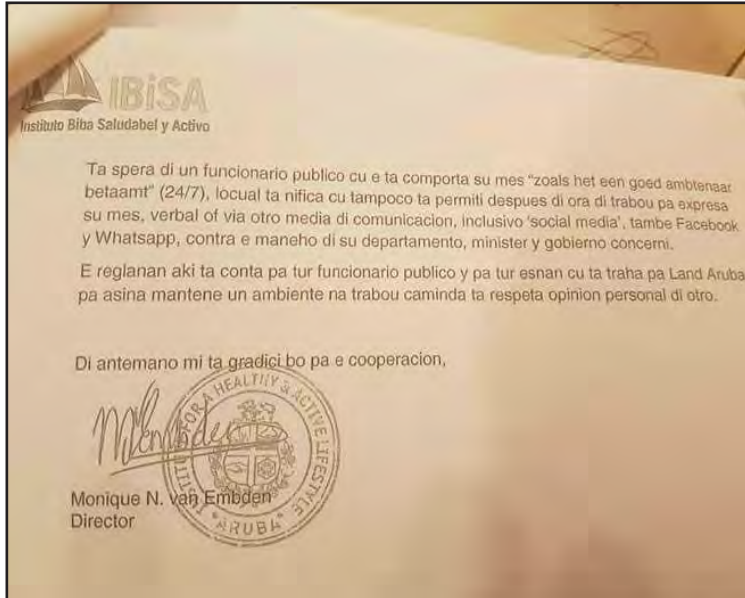 IBiSA
Instituto Biba Saludabel y Activo
Ta spera di un funcionario publico cu e ta comporta su mes "zoals het een goed ambtenaar
betaamt" (24/7), locual ta nifica cu tampoco ta permiti despues di ora di trabou pa expresa
su mes, verbal of via otro media di comunicacion, inclusivo 'social media', tambe Facebook
y Whatsapp, contra e maneho di su departamento, minister y gobierno concerni.
E reglanan aki ta conta pa tur funcionario publico y pa tur esnan cu ta traha pa Land Aruba
pa asina mantene un ambiente na trabou caminda ta respeta opinion personal di otro.
Di antemano mi ta gradici bo pa e cooperacion,
INSTITUTE FOR A HEALTHY & ACTIVE LIFESTYLE
*ARUBA*
Monique N. van Embden
Director